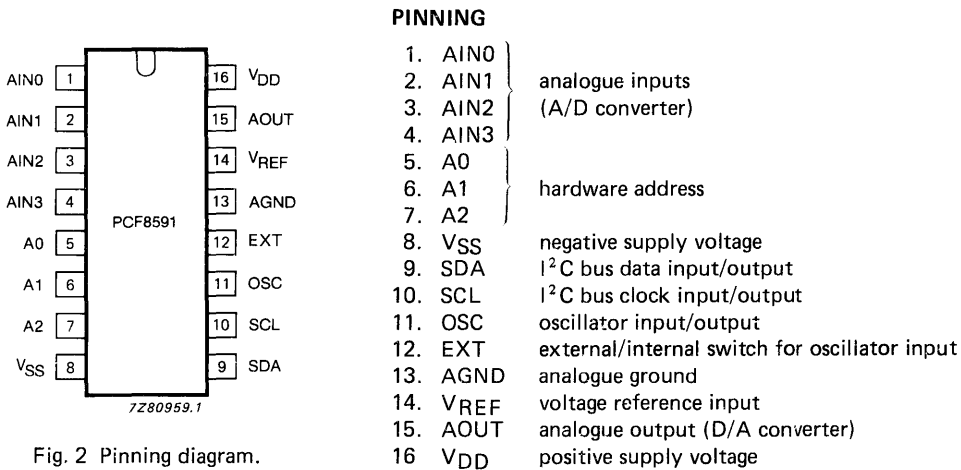 PINNING
AIN0 1
AIN1 2
AIN2 3
AIN3 4
A0 5
A1 6
A2 7
VSS 8
PCF8591
16 VDD
15 AOUT
14 VREF
13 AGND
12 EXT
11 OSC
10 SCL
9 SDA
7Z80959.1
Fig. 2 Pinning diagram.
1. AIN0
2. AIN1 analogue inputs
3. AIN2 (A/D converter)
4. AIN3
5. A0
6. A1 hardware address
7. A2
8. VSS negative supply voltage
9. SDA I²C bus data input/output
10. SCL I²C bus clock input/output
11. OSC oscillator input/output
12. EXT external/internal switch for oscillator input
13. AGND analogue ground
14. VREF voltage reference input
15. AOUT analogue output (D/A converter)
16 VDD positive supply voltage